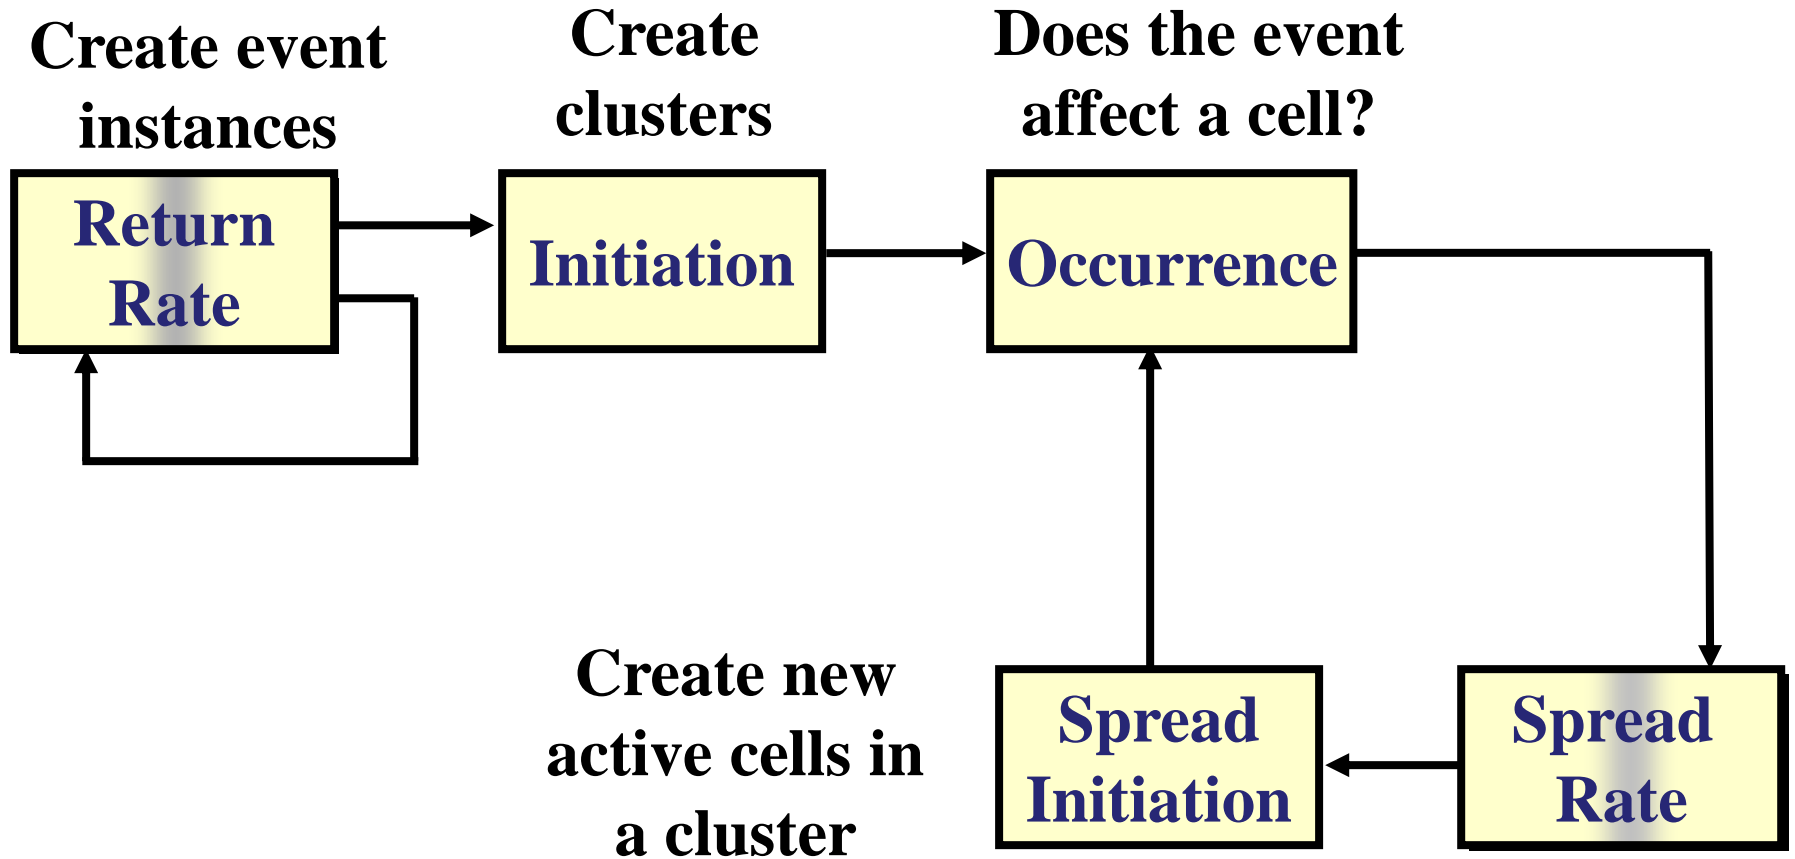 Create event
instances
Create
clusters
Does the event
affect a cell?
Return
Rate
Initiation
Occurrence
Create new
active cells in
a cluster
Spread
Initiation
Spread
Rate